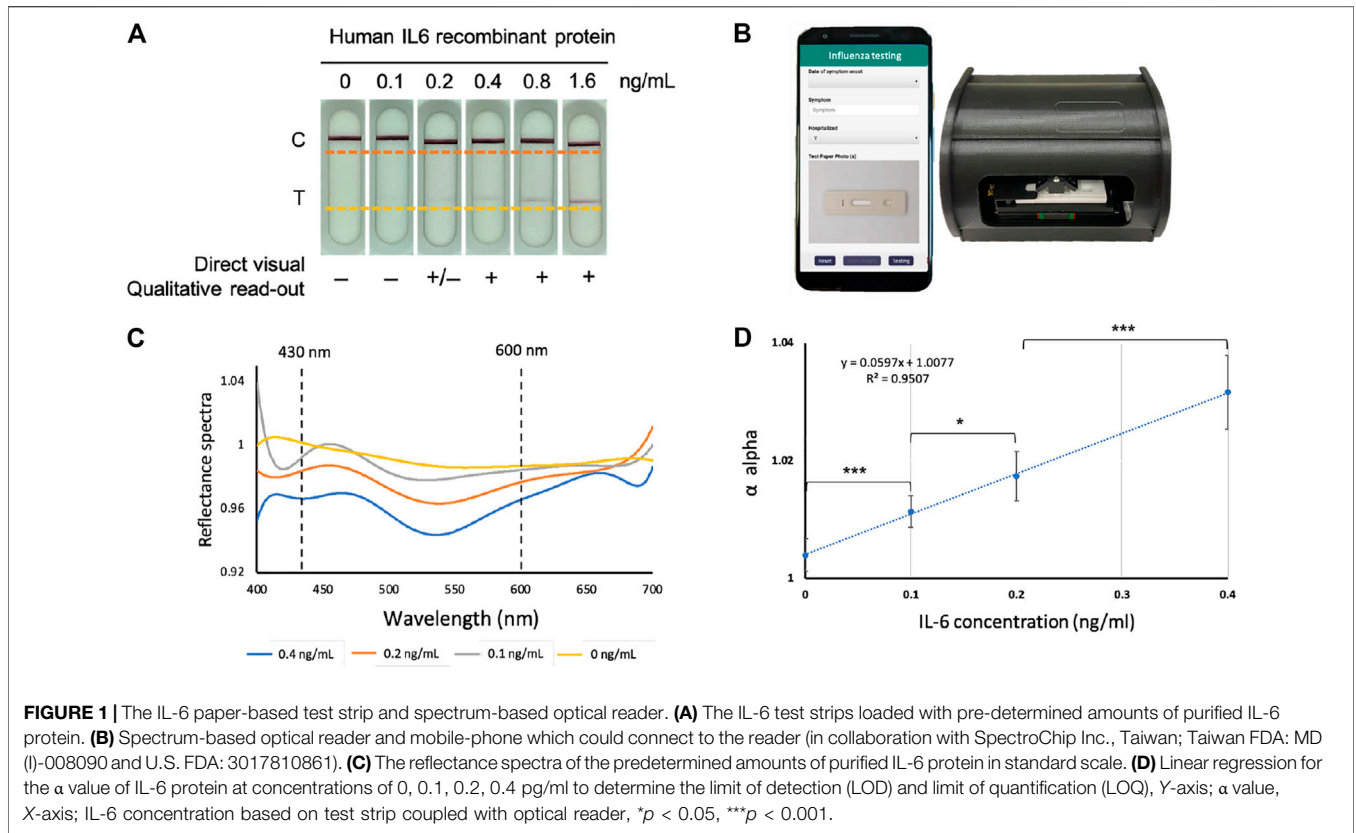 A
Human IL6 recombinant protein
0 0.1 0.2 0.4 0.8 1.6 ng/mL
C
T
Direct visual
Qualitative read-out
– – +/– + + +
B
Influenza testing
Date of symptom onset
Symptom
Symptom
Hospitalized
Y
Test Paper Photo (s)
Reset
Testing
C
430 nm
600 nm
Reflectance spectra
1.04
1
0.96
0.92
400 450 500 550 600 650 700
Wavelength (nm)
0.4 ng/mL 0.2 ng/mL 0.1 ng/mL 0 ng/mL
D
y = 0.0597x + 1.0077
R² = 0.9507
***
*
***
α alpha
1.04
1.02
1
0 0.1 0.2 0.3 0.4
IL-6 concentration (ng/ml)
FIGURE 1 | The IL-6 paper-based test strip and spectrum-based optical reader. (A) The IL-6 test strips loaded with pre-determined amounts of purified IL-6
protein. (B) Spectrum-based optical reader and mobile-phone which could connect to the reader (in collaboration with SpectroChip Inc., Taiwan; Taiwan FDA: MD
(I)-008090 and U.S. FDA: 3017810861). (C) The reflectance spectra of the predetermined amounts of purified IL-6 protein in standard scale. (D) Linear regression for
the α value of IL-6 protein at concentrations of 0, 0.1, 0.2, 0.4 pg/ml to determine the limit of detection (LOD) and limit of quantification (LOQ), Y-axis; α value,
X-axis; IL-6 concentration based on test strip coupled with optical reader, *p < 0.05, ***p < 0.001.